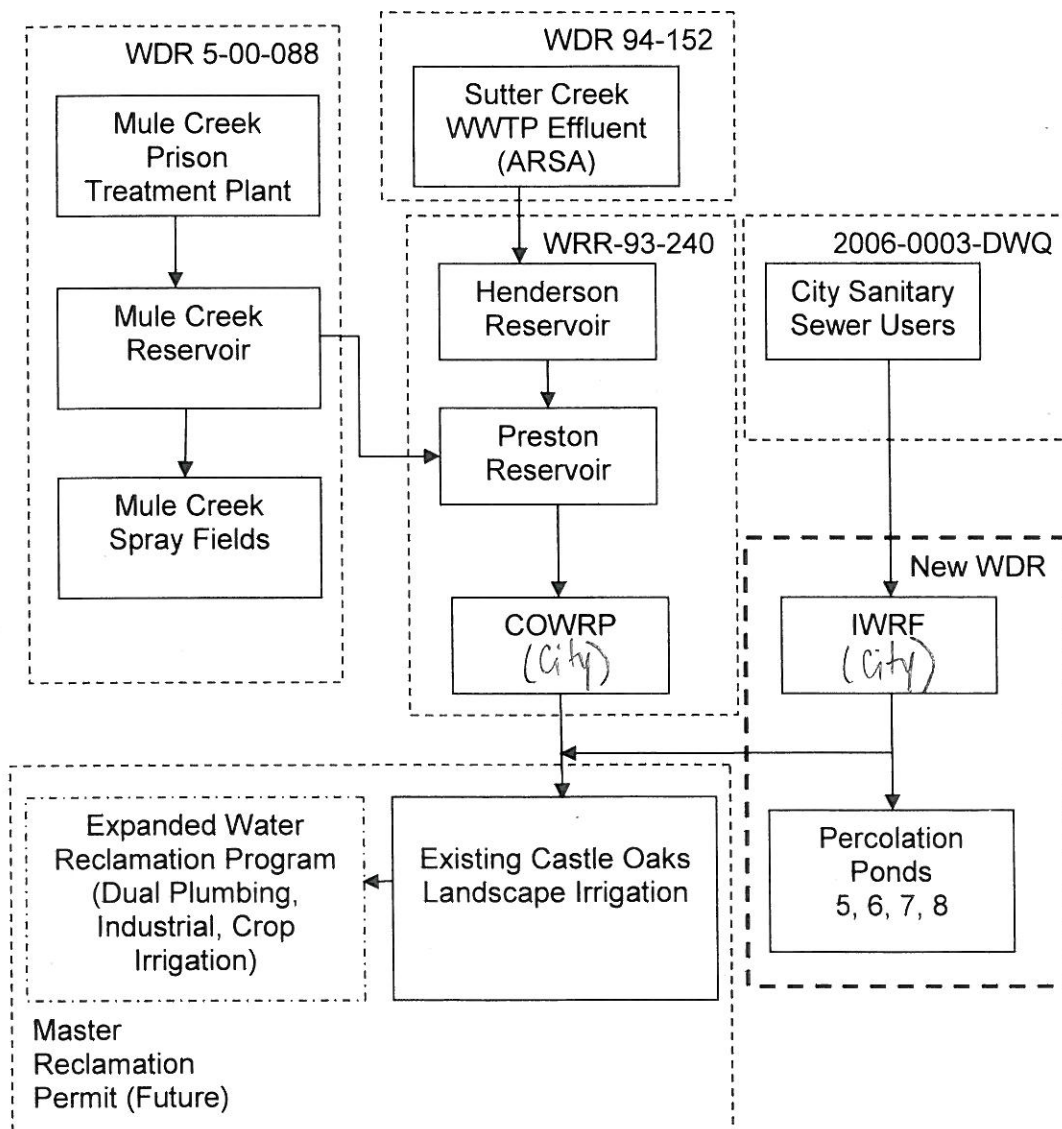 WDR 5-00-088
Mule Creek
Prison
Treatment Plant
Mule Creek
Reservoir
Mule Creek
Spray Fields
WDR 94-152
Sutter Creek
WWTP Effluent
(ARSA)
WRR-93-240
Henderson
Reservoir
Preston
Reservoir
COWRP
(City)
2006-0003-DWQ
City Sanitary
Sewer Users
New WDR
IWRF
(City)
Percolation
Ponds
5, 6, 7, 8
Expanded Water
Reclamation Program
(Dual Plumbing,
Industrial, Crop
Irrigation)
Existing Castle Oaks
Landscape Irrigation
Master
Reclamation
Permit (Future)